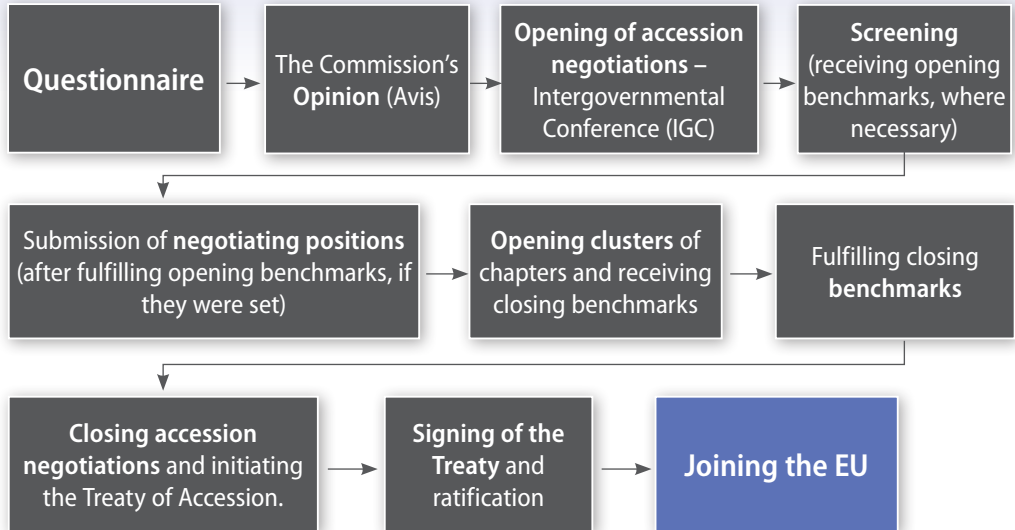 Questionnaire
The Commission's
Opinion (Avis)
Opening of accession
negotiations –
Intergovernmental
Conference (IGC)
Screening
(receiving opening
benchmarks, where
necessary)
Submission of negotiating positions
(after fulfilling opening benchmarks, if
they were set)
Opening clusters of
chapters and receiving
closing benchmarks
Fulfilling closing
benchmarks
Closing accession
negotiations and initiating
the Treaty of Accession.
Signing of the
Treaty and
ratification
Joining the EU